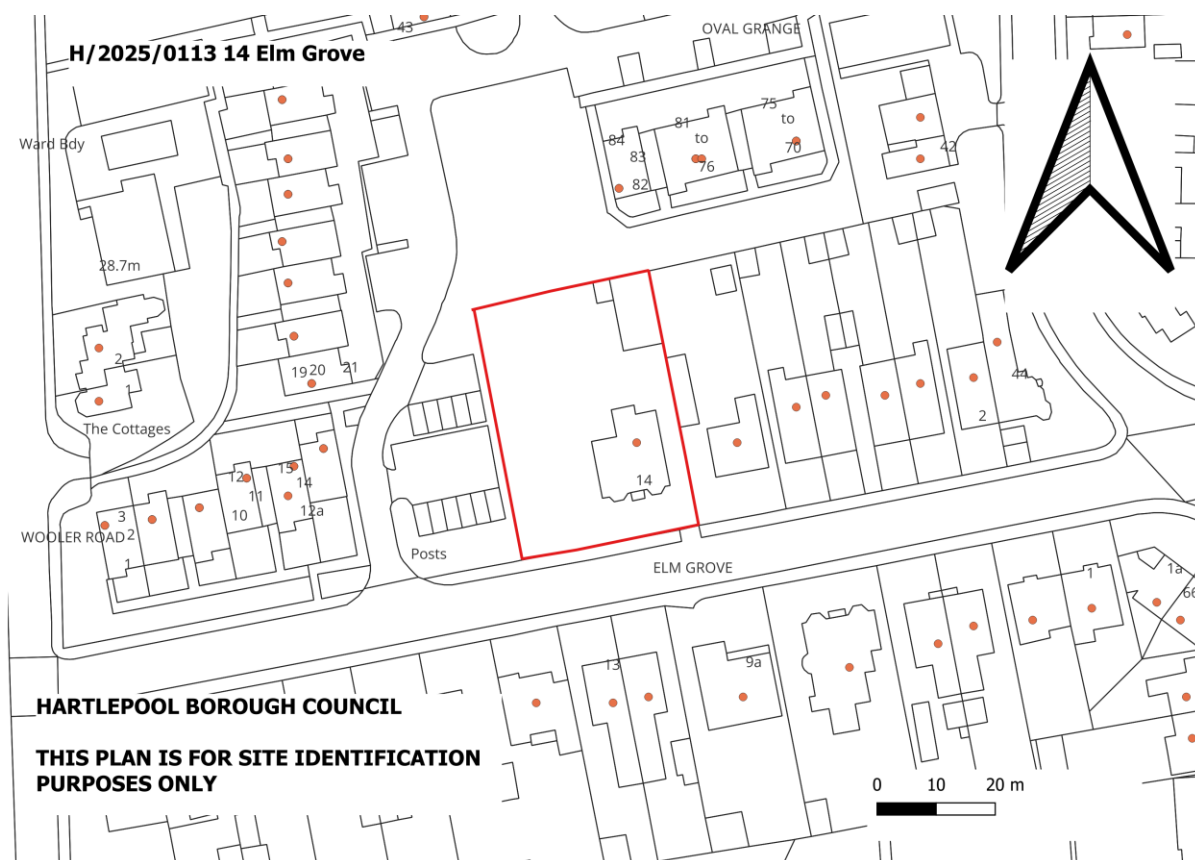 43
OVAL GRANGE
H/2025/0113 14 Elm Grove
75
to
70
81
to
76
84
83
82
42
Ward Bdy
28.7m
2
1
The Cottages
19
20
21
44
2
12
11
10
15
14
12a
3
2
1
WOOLER ROAD
14
Posts
ELM GROVE
1
1a
66
13
9a
HARTLEPOOL BOROUGH COUNCIL
THIS PLAN IS FOR SITE IDENTIFICATION
PURPOSES ONLY
0 10 20 m